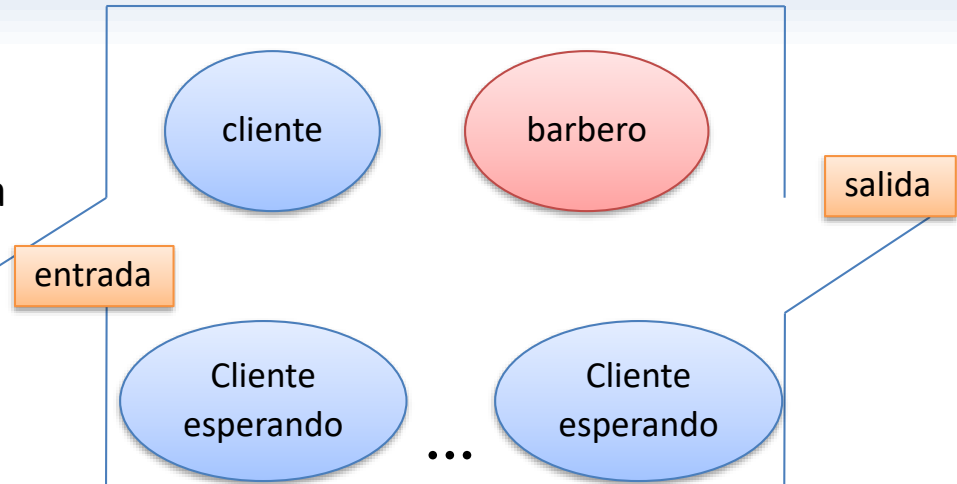 cliente
barbero
salida
entrada
Cliente
esperando
...
Cliente
esperando